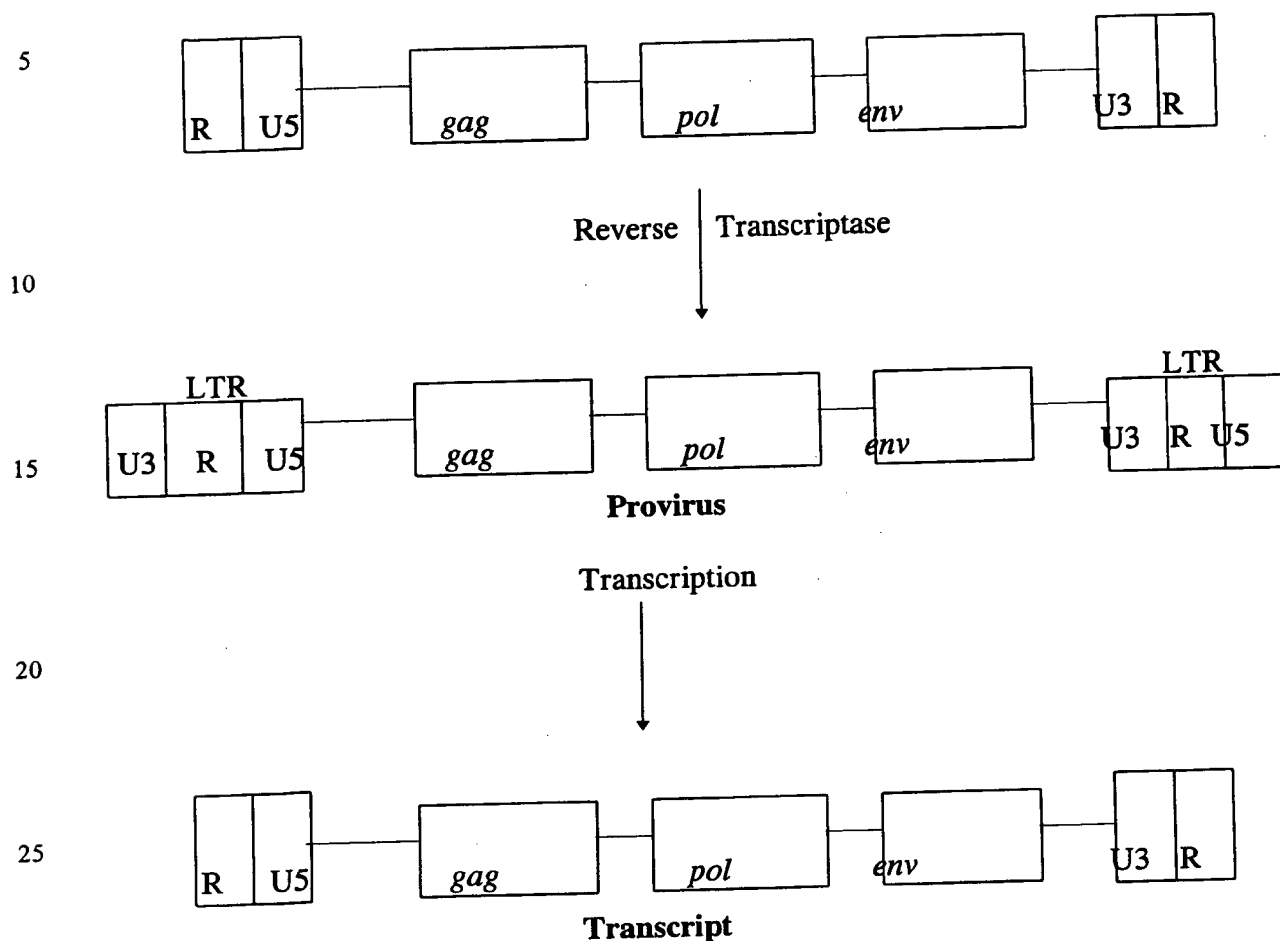 5
R U5 gag pol env U3 R
Reverse Transcriptase
10
LTR LTR
15 U3 R U5 gag pol env U3 R U5
Provirus
Transcription
20
25 R U5 gag pol env U3 R
Transcript